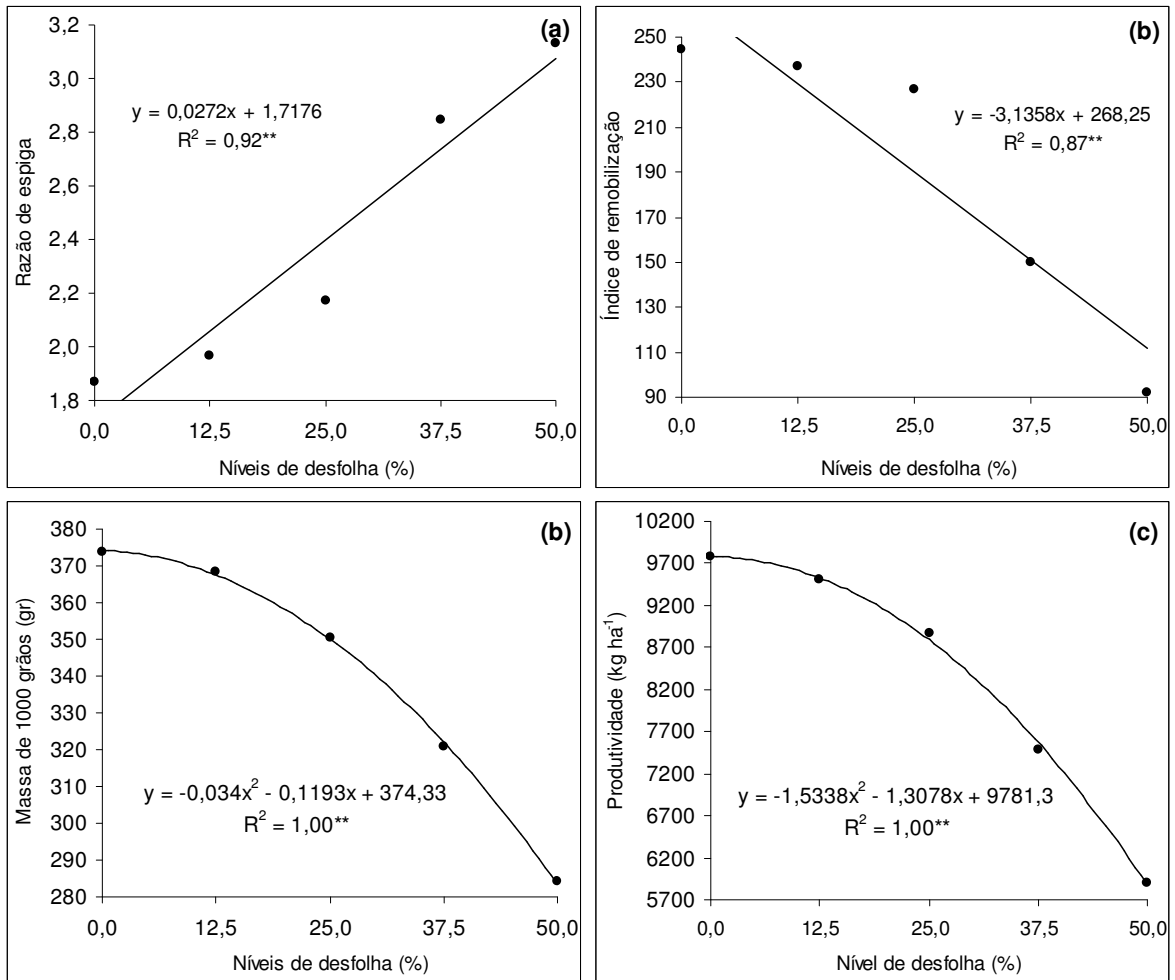 (a)
3,2
3,0
2,8
2,6
2,4
2,2
2,0
1,8
Razão de espiga
y = 0,0272x + 1,7176
R² = 0,92**
0,0 12,5 25,0 37,5 50,0
Níveis de desfolha (%)
(b)
250
230
210
190
170
150
130
110
90
Índice de remobilização
y = -3,1358x + 268,25
R² = 0,87**
0,0 12,5 25,0 37,5 50,0
Níveis de desfolha (%)
(b)
380
370
360
350
340
330
320
310
300
290
280
Massa de 1000 grãos (gr)
y = -0,034x² - 0,1193x + 374,33
R² = 1,00**
0,0 12,5 25,0 37,5 50,0
Níveis de desfolha (%)
(c)
10200
9700
9200
8700
8200
7700
7200
6700
6200
5700
Produtividade (kg ha⁻¹)
y = -1,5338x² - 1,3078x + 9781,3
R² = 1,00**
0,0 12,5 25,0 37,5 50,0
Nível de desfolha (%)